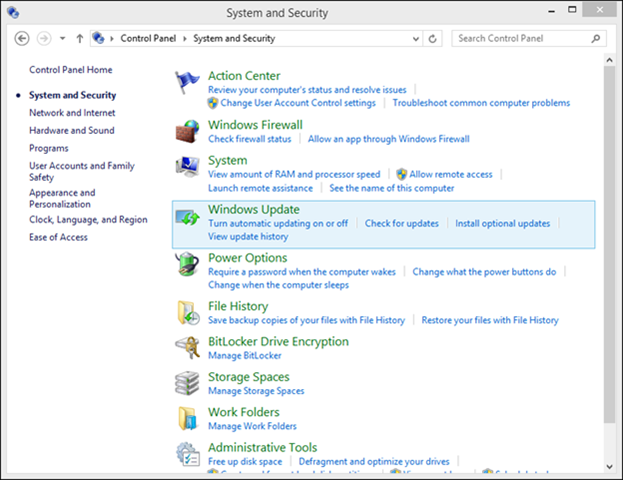 System and Security
Control Panel System and Security Search Control Panel
Control Panel Home
System and Security
Network and Internet
Hardware and Sound
Programs
User Accounts and Family
Safety
Appearance and
Personalization
Clock, Language, and Region
Ease of Access
Action Center
Review your computer's status and resolve issues
Change User Account Control settings Troubleshoot common computer problems
Windows Firewall
Check firewall status Allow an app through Windows Firewall
System
View amount of RAM and processor speed Allow remote access
Launch remote assistance See the name of this computer
Windows Update
Turn automatic updating on or off Check for updates Install optional updates
View update history
Power Options
Require a password when the computer wakes Change what the power buttons do
Change when the computer sleeps
File History
Save backup copies of your files with File History Restore your files with File History
BitLocker Drive Encryption
Manage BitLocker
Storage Spaces
Manage Storage Spaces
Work Folders
Manage Work Folders
Administrative Tools
Free up disk space Defragment and optimize your drives